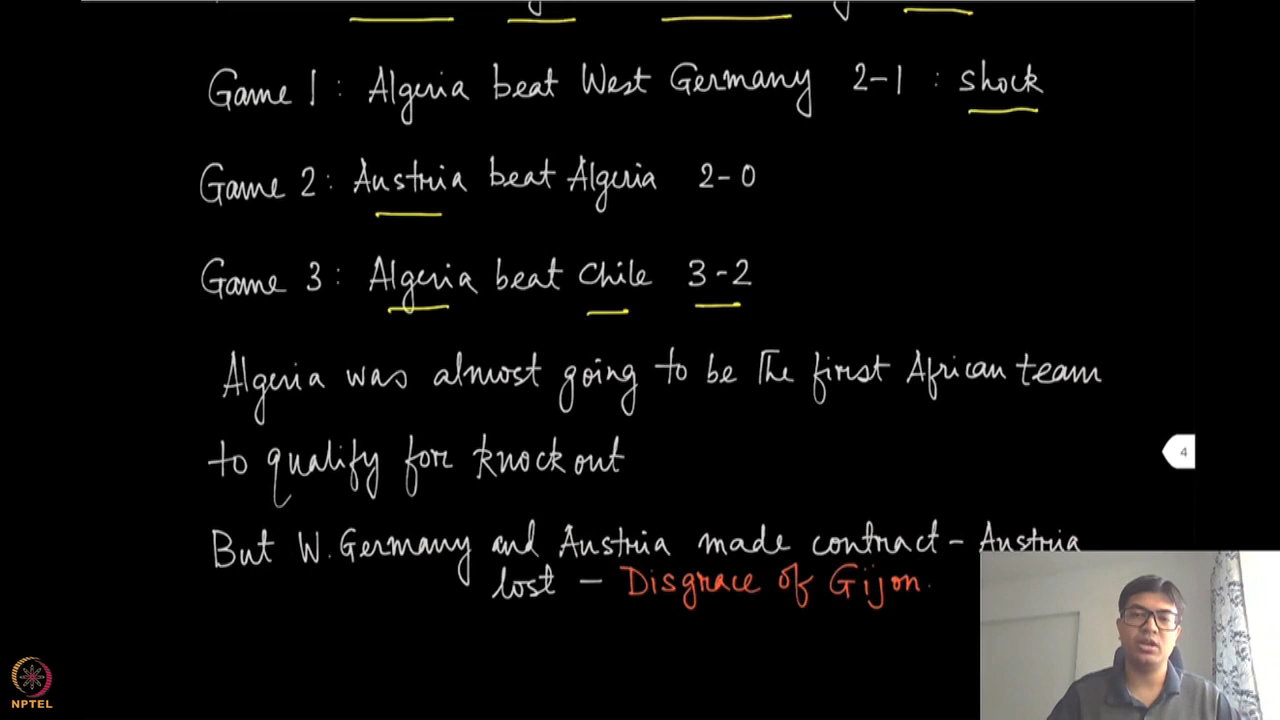 Game 1 : Algeria beat West Germany 2-1 : shock
Game 2 : Austria beat Algeria 2-0
Game 3 : Algeria beat Chile 3-2
Algeria was almost going to be the first African team
to qualify for knockout
4
But W. Germany and Austria made contract - Austria
lost - Disgrace of Gijon.
NPTEL